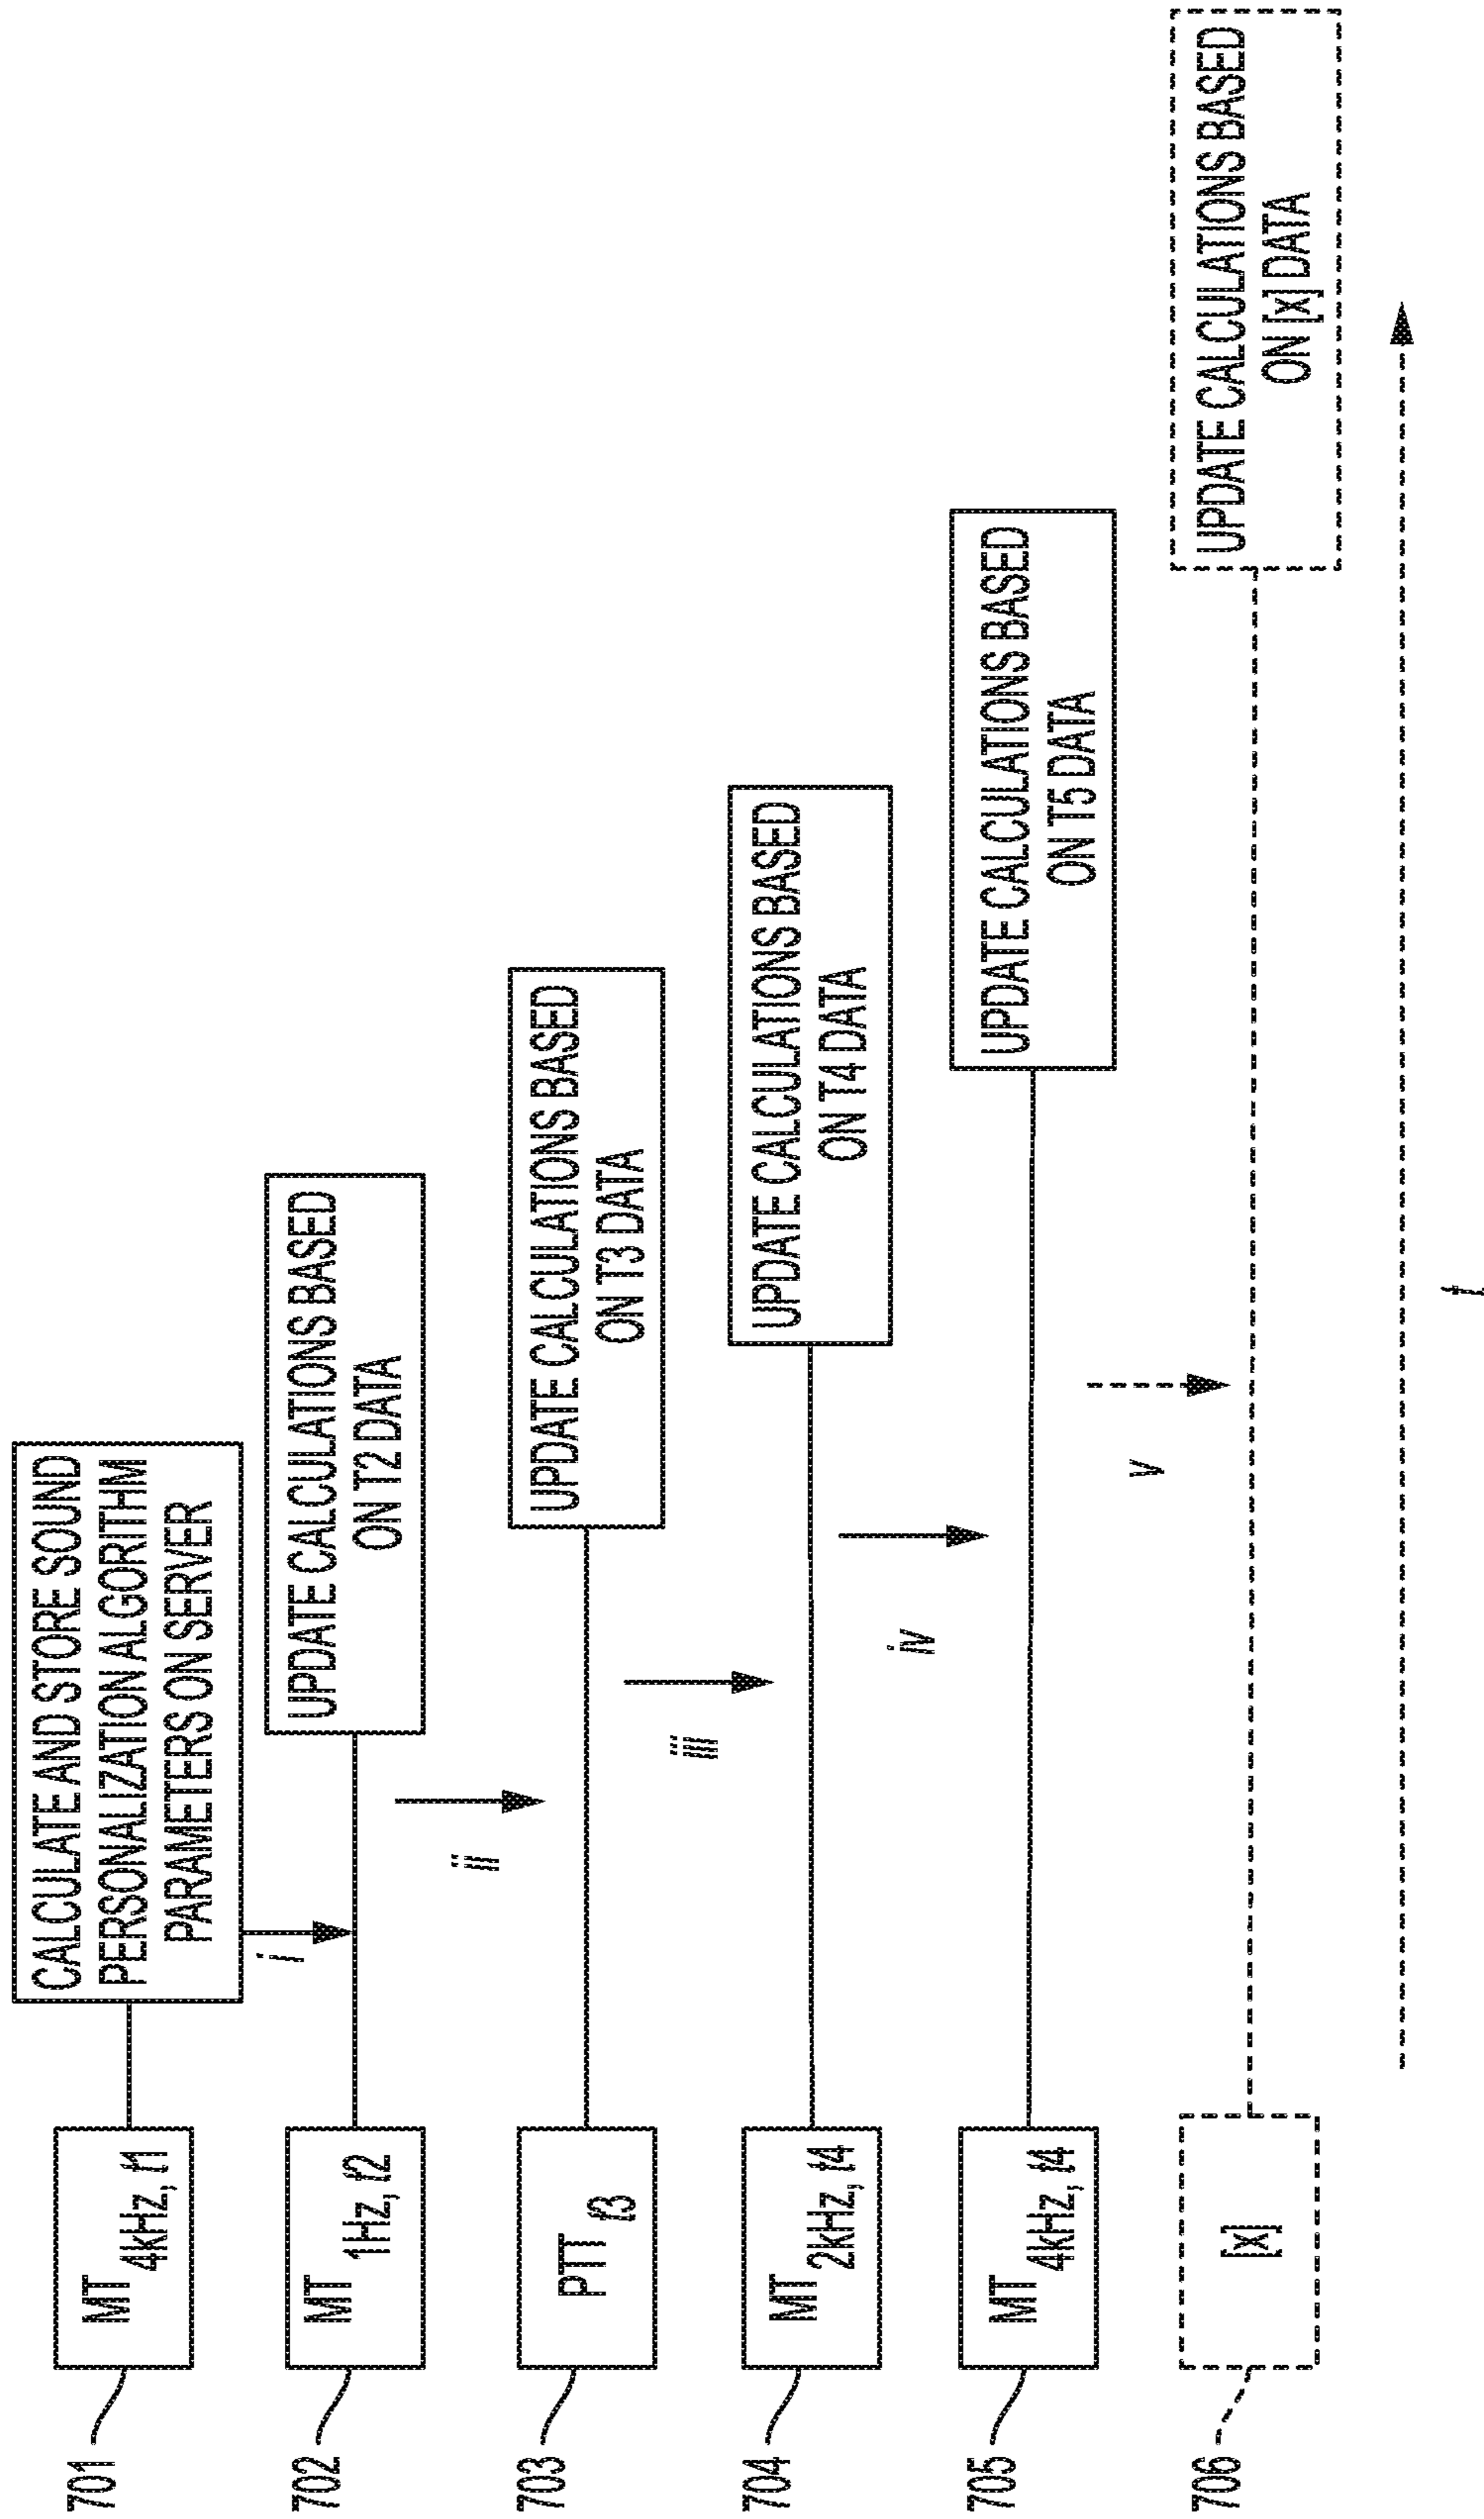 701
MT 4kHz, t1
CALCULATE AND STORE SOUND
PERSONALIZATION ALGORITHM
PARAMETERS ON SERVER
i
702
MT 1Hz, t2
UPDATE CALCULATIONS BASED
ON T2 DATA
ii
703
PTT t3
UPDATE CALCULATIONS BASED
ON T3 DATA
iii
704
MT 2kHz, t4
UPDATE CALCULATIONS BASED
ON T4 DATA
iv
705
MT 4kHz, t4
UPDATE CALCULATIONS BASED
ON T5 DATA
v
706
[x]
UPDATE CALCULATIONS BASED
ON [x] DATA
t